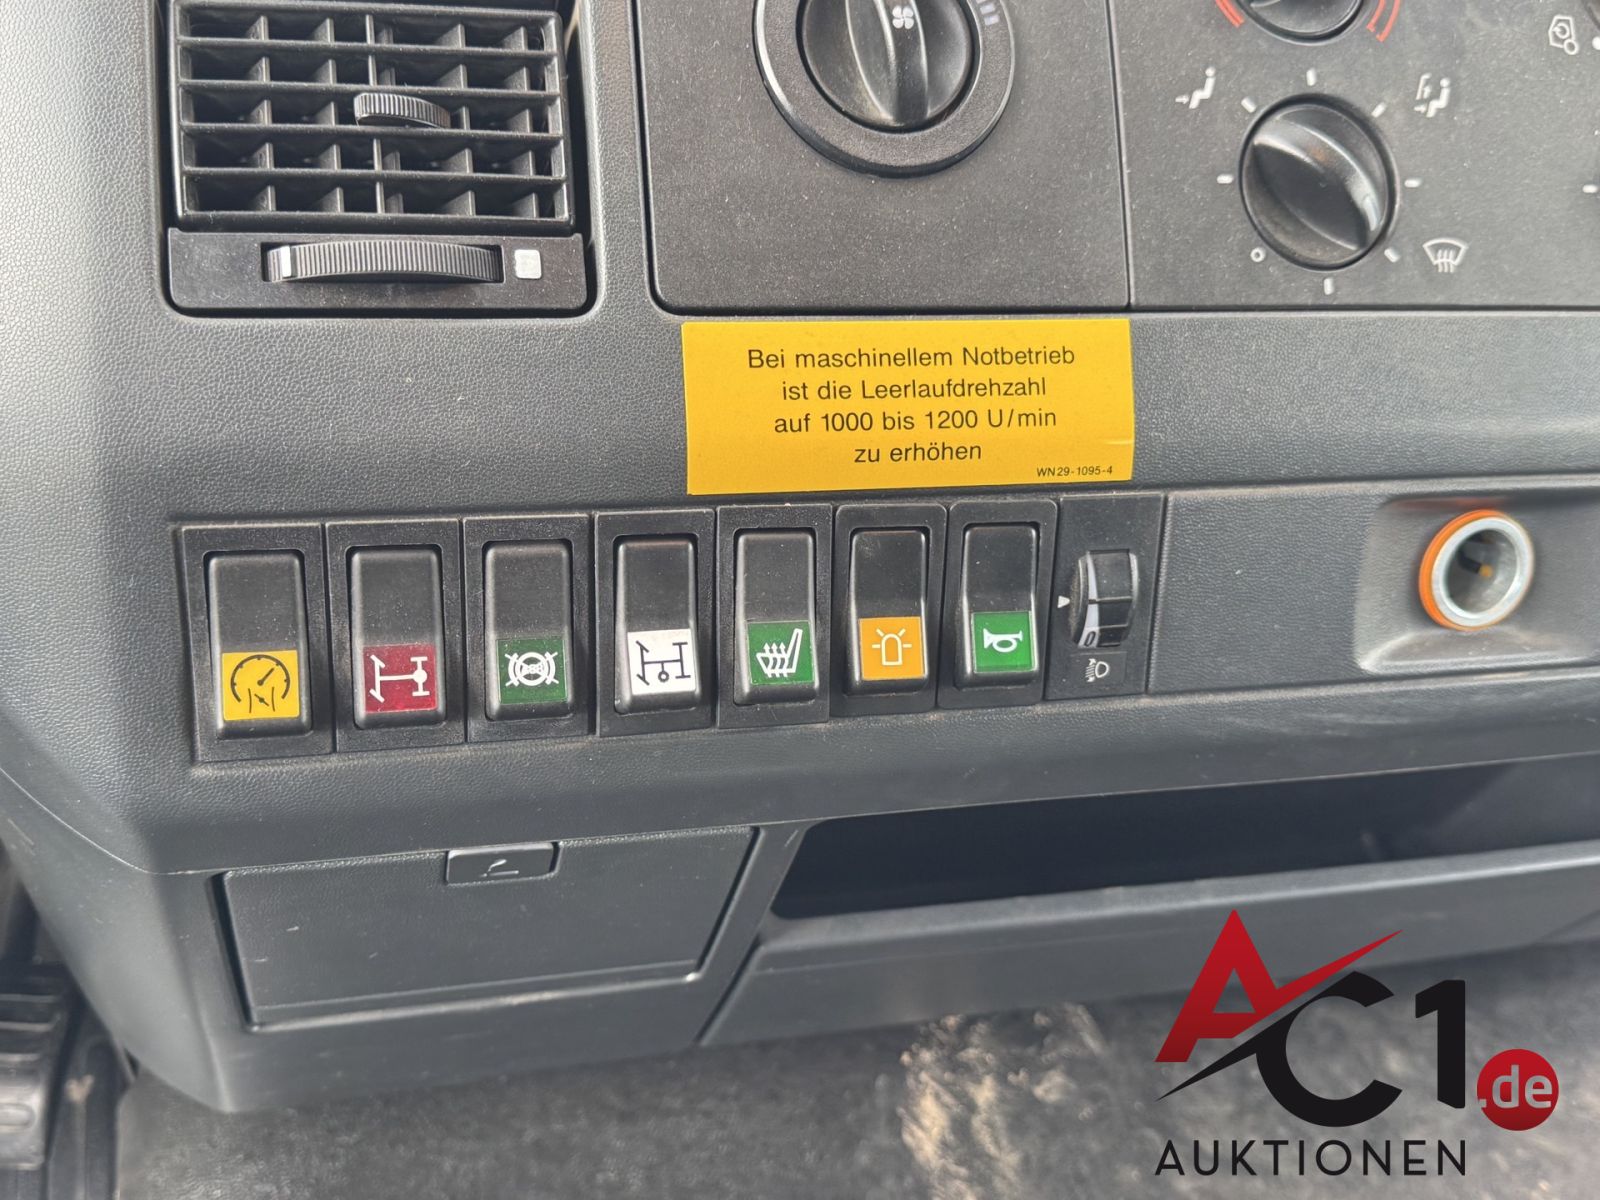 Bei maschinellem Notbetrieb
ist die Leerlaufdrehzahl
auf 1000 bis 1200 U/min
zu erhöhen
WN29-1095-4
0
AC1.de
AUKTIONEN